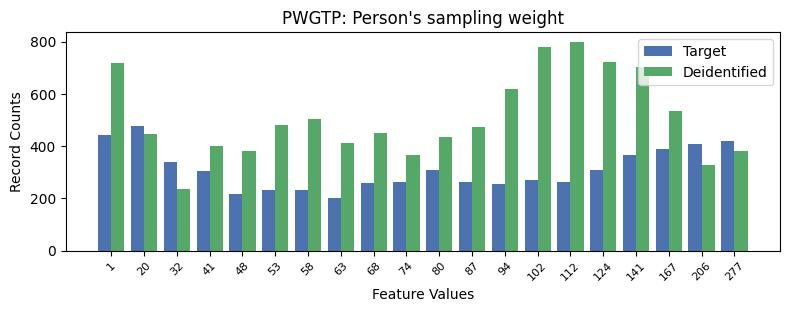 PWGTP: Person's sampling weight
Record Counts
800
600
400
200
0
Target
Deidentified
1 20 32 41 48 53 58 63 68 74 80 87 94 102 112 124 141 167 206 277
Feature Values